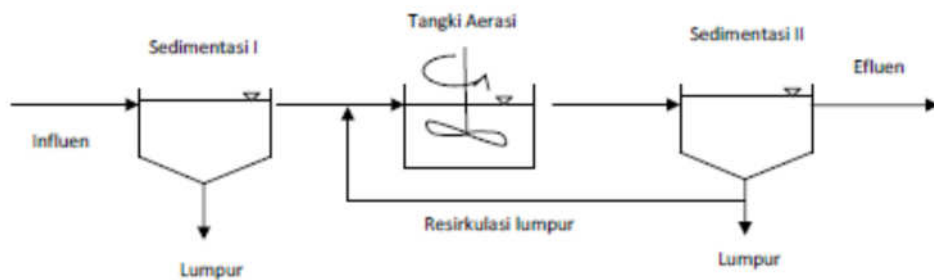 Tangki Aerasi
Sedimentasi I
Sedimentasi II
Efluen
Influen
Resirkulasi lumpur
Lumpur
Lumpur